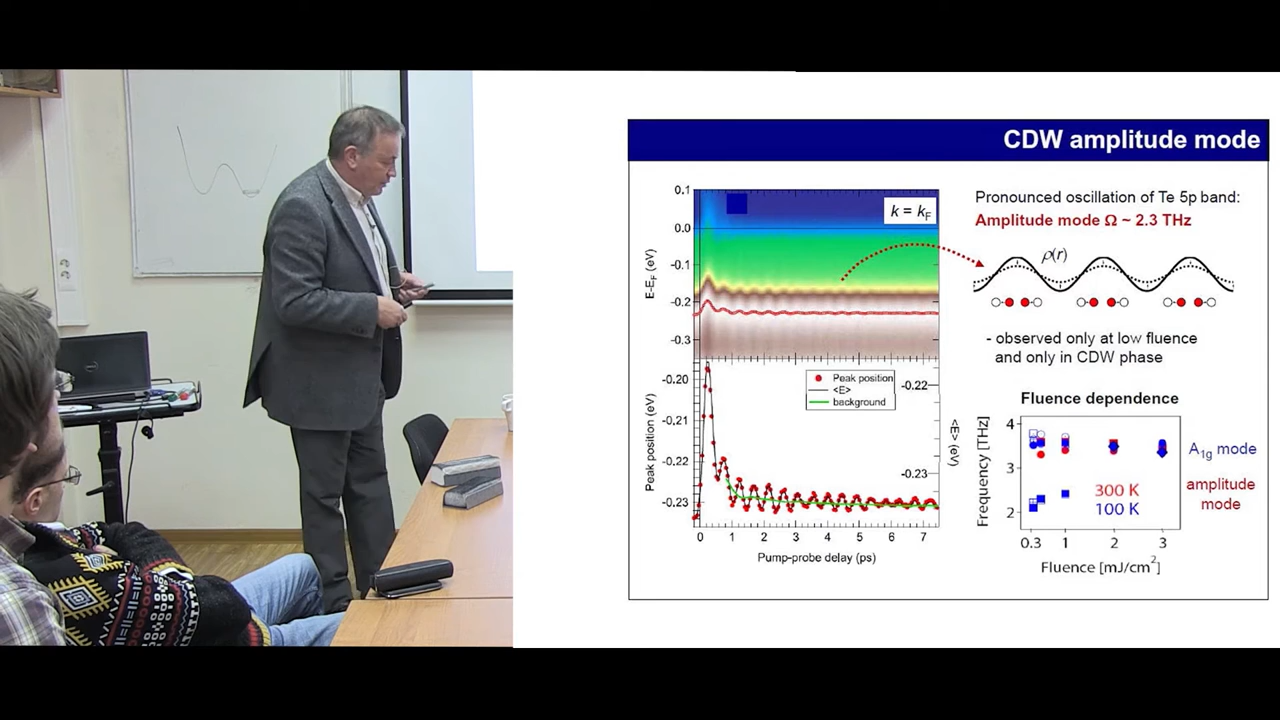 CDW amplitude mode
k = kF
E-EF (eV)
0.1
0.0
-0.1
-0.2
-0.3
Peak position
<E>
background
Peak position (eV)
-0.20
-0.21
-0.22
-0.23
-0.22
-0.23
<E> (eV)
0 1 2 3 4 5 6 7
Pump-probe delay (ps)
Pronounced oscillation of Te 5p band:
Amplitude mode Ω ~ 2.3 THz
ρ(r)
- observed only at low fluence
and only in CDW phase
Fluence dependence
Frequency [THz]
4
3
2
300 K
100 K
0.3 1 2 3
Fluence [mJ/cm²]
A1g mode
amplitude
mode